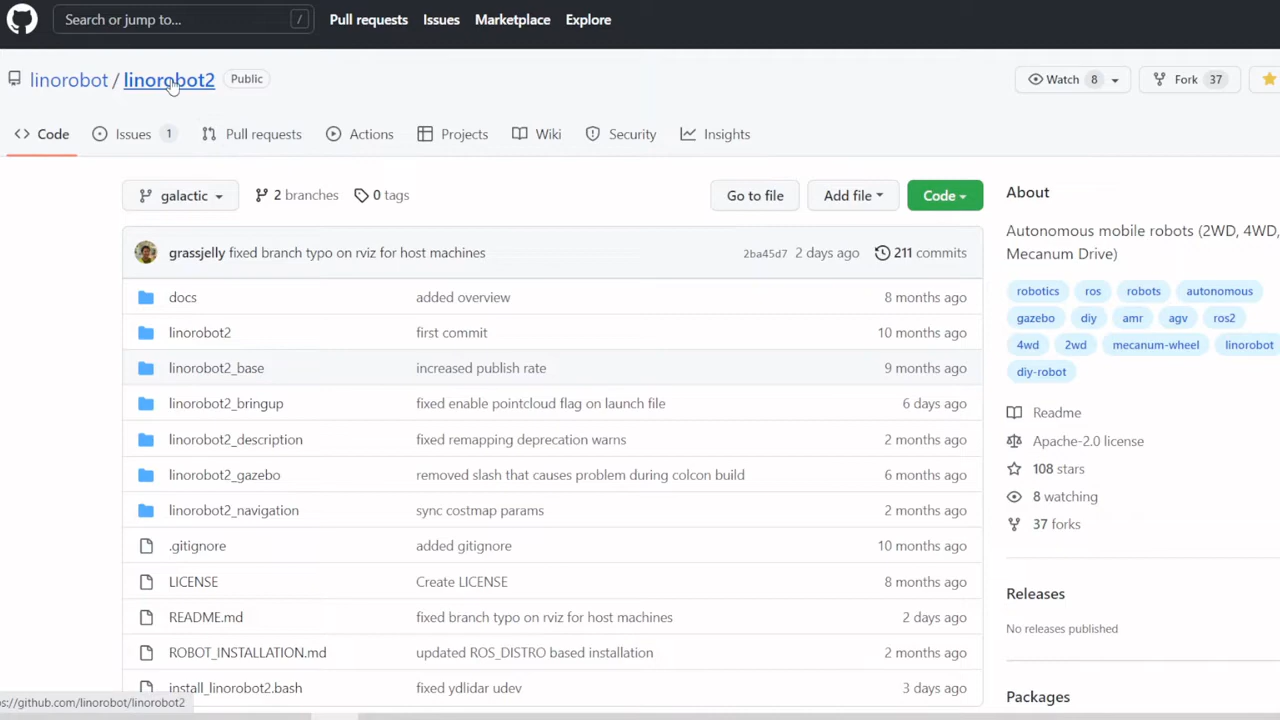 Search or jump to... /
Pull requests Issues Marketplace Explore
linorobot / linorobot2 Public
Watch 8 Fork 37
Code Issues 1 Pull requests Actions Projects Wiki Security Insights
galactic 2 branches 0 tags Go to file Add file Code
grassjelly fixed branch typo on rviz for host machines 2ba45d7 2 days ago 211 commits
docs added overview 8 months ago
linorobot2 first commit 10 months ago
linorobot2_base increased publish rate 9 months ago
linorobot2_bringup fixed enable pointcloud flag on launch file 6 days ago
linorobot2_description fixed remapping deprecation warns 2 months ago
linorobot2_gazebo removed slash that causes problem during colcon build 6 months ago
linorobot2_navigation sync costmap params 2 months ago
.gitignore added gitignore 10 months ago
LICENSE Create LICENSE 8 months ago
README.md fixed branch typo on rviz for host machines 2 days ago
ROBOT_INSTALLATION.md updated ROS_DISTRO based installation 2 months ago
install_linorobot2.bash fixed ydlidar udev 3 days ago
About
Autonomous mobile robots (2WD, 4WD,
Mecanum Drive)
robotics ros robots autonomous
gazebo diy amr agv ros2
4wd 2wd mecanum-wheel linorobot
diy-robot
Readme
Apache-2.0 license
108 stars
8 watching
37 forks
Releases
No releases published
Packages
ps://github.com/linorobot/linorobot2